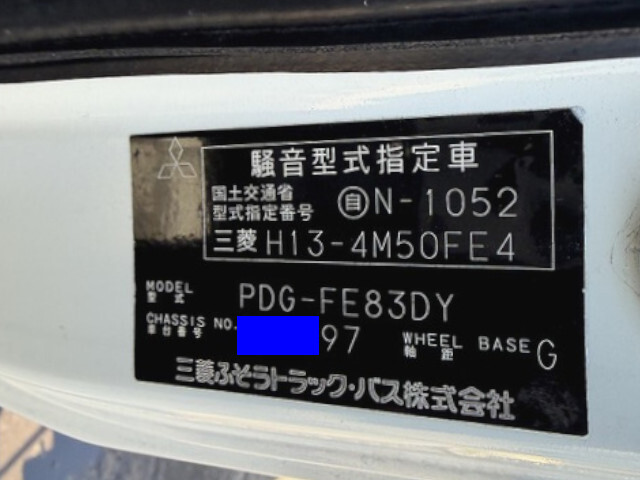 騒音型式指定車
国土交通省
型式指定番号 自N-1052
三菱 H13-4M50FE4
MODEL
型式 PDG-FE83DY
CHASSIS NO.
車台番号 97 WHEEL BASE
軸距 G
三菱ふそうトラック・バス株式会社